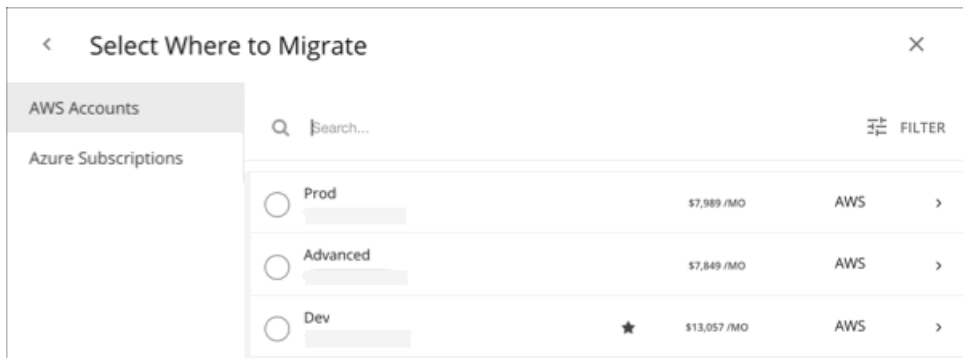 Select Where to Migrate
AWS Accounts
Azure Subscriptions
Search...
FILTER
Prod
$7,989 /MO
AWS
Advanced
$7,849 /MO
AWS
Dev
$13,057 /MO
AWS